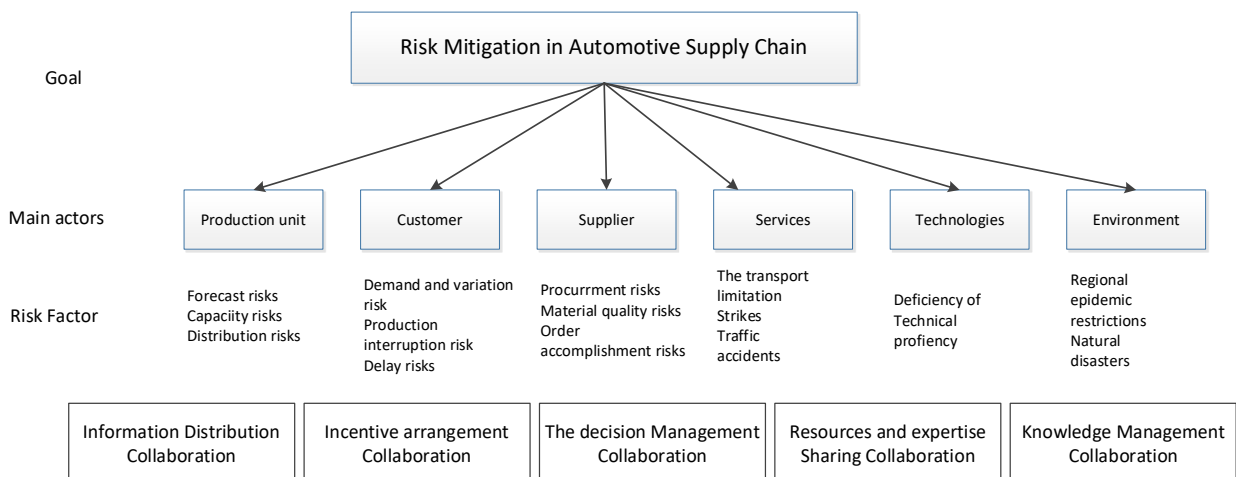 Risk Mitigation in Automotive Supply Chain
Goal
Main actors
Production unit
Customer
Supplier
Services
Technologies
Environment
Risk Factor
Forecast risks
Capaciity risks
Distribution risks
Demand and variation
risk
Production
interruption risk
Delay risks
Procurrment risks
Material quality risks
Order
accomplishment risks
The transport
limitation
Strikes
Traffic
accidents
Deficiency of
Technical
profiency
Regional
epidemic
restrictions
Natural
disasters
Information Distribution
Collaboration
Incentive arrangement
Collaboration
The decision Management
Collaboration
Resources and expertise
Sharing Collaboration
Knowledge Management
Collaboration